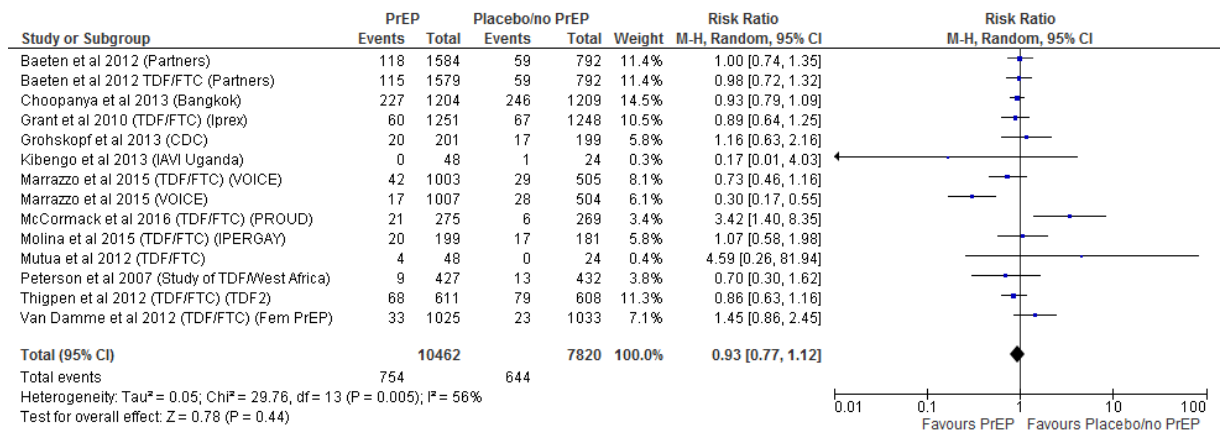 PrEP Placebo/no PrEP Risk Ratio Risk Ratio
Study or Subgroup Events Total Events Total Weight M-H, Random, 95% CI M-H, Random, 95% CI
Baeten et al 2012 (Partners) 118 1584 59 792 11.4% 1.00 [0.74, 1.35]
Baeten et al 2012 TDF/FTC (Partners) 115 1579 59 792 11.4% 0.98 [0.72, 1.32]
Choopanya et al 2013 (Bangkok) 227 1204 246 1209 14.5% 0.93 [0.79, 1.09]
Grant et al 2010 (TDF/FTC) (Iprex) 60 1251 67 1248 10.5% 0.89 [0.64, 1.25]
Grohskopf et al 2013 (CDC) 20 201 17 199 5.8% 1.16 [0.63, 2.16]
Kibengo et al 2013 (IAVI Uganda) 0 48 1 24 0.3% 0.17 [0.01, 4.03]
Marrazzo et al 2015 (TDF/FTC) (VOICE) 42 1003 29 505 8.1% 0.73 [0.46, 1.16]
Marrazzo et al 2015 (VOICE) 17 1007 28 504 6.1% 0.30 [0.17, 0.55]
McCormack et al 2016 (TDF/FTC) (PROUD) 21 275 6 269 3.4% 3.42 [1.40, 8.35]
Molina et al 2015 (TDF/FTC) (IPERGAY) 20 199 17 181 5.8% 1.07 [0.58, 1.98]
Mutua et al 2012 (TDF/FTC) 4 48 0 24 0.4% 4.59 [0.26, 81.94]
Peterson et al 2007 (Study of TDF/West Africa) 9 427 13 432 3.8% 0.70 [0.30, 1.62]
Thigpen et al 2012 (TDF/FTC) (TDF2) 68 611 79 608 11.3% 0.86 [0.63, 1.16]
Van Damme et al 2012 (TDF/FTC) (Fem PrEP) 33 1025 23 1033 7.1% 1.45 [0.86, 2.45]
Total (95% CI) 10462 7820 100.0% 0.93 [0.77, 1.12]
Total events 754 644
Heterogeneity: Tau² = 0.05; Chi² = 29.76, df = 13 (P = 0.005); I² = 56%
Test for overall effect: Z = 0.78 (P = 0.44)
0.01 0.1 1 10 100
Favours PrEP Favours Placebo/no PrEP